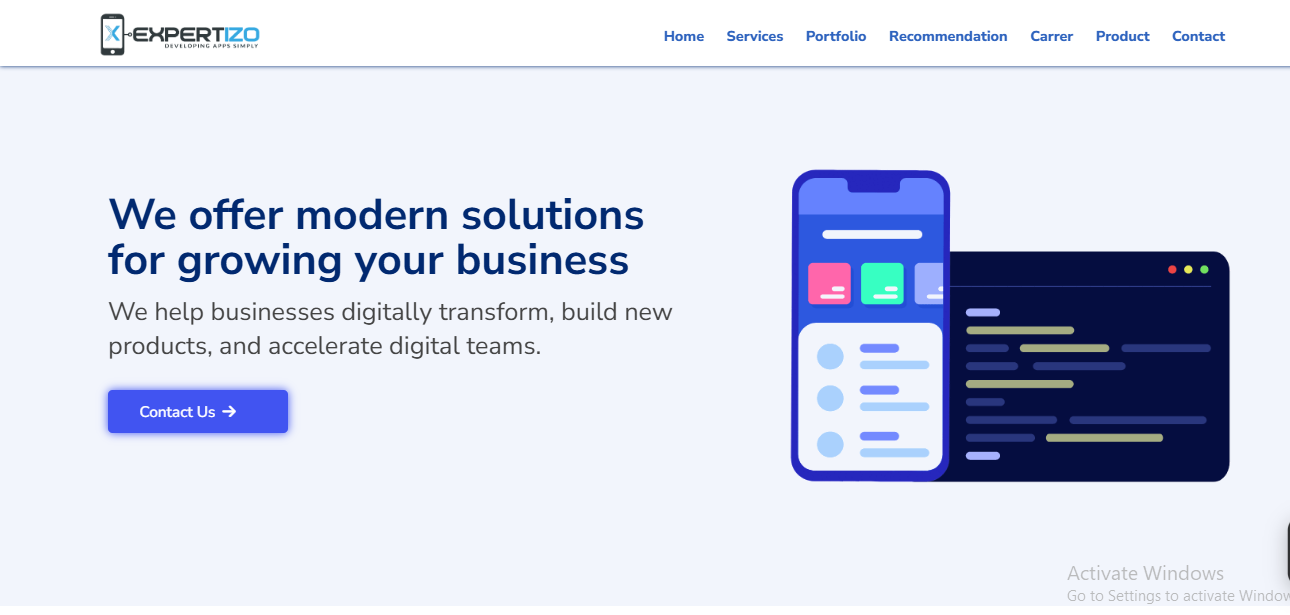 X EXPERTIZO
DEVELOPING APPS SIMPLY
Home Services Portfolio Recommendation Carrer Product Contact
We offer modern solutions
for growing your business
We help businesses digitally transform, build new
products, and accelerate digital teams.
Contact Us →
Activate Windows
Go to Settings to activate Window